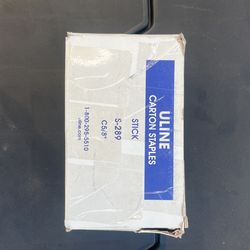 ULINE
CARTON STAPLES
STICK
S-289
C5/8"
1-800-295-5510
uline.com